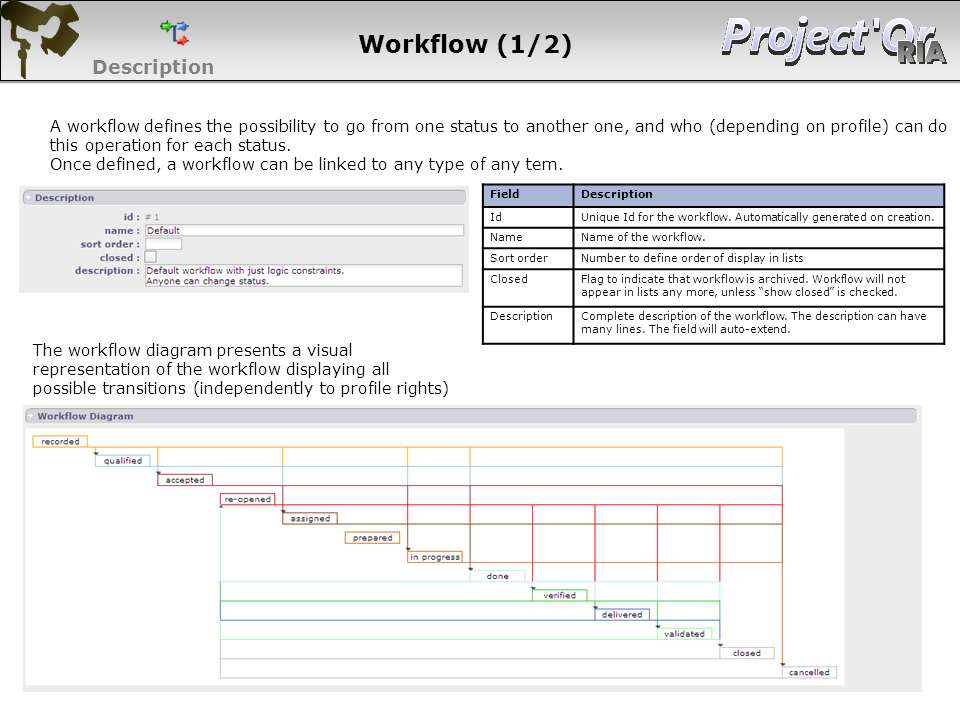 Description
Workflow (1/2)
Project'Or
RIA
A workflow defines the possibility to go from one status to another one, and who (depending on profile) can do
this operation for each status.
Once defined, a workflow can be linked to any type of any tem.
Description
id : # 1
name : Default
sort order :
closed :
description : Default workflow with just logic constraints.
Anyone can change status.
Field Description
Id Unique Id for the workflow. Automatically generated on creation.
Name Name of the workflow.
Sort order Number to define order of display in lists
Closed Flag to indicate that workflow is archived. Workflow will not
appear in lists any more, unless “show closed” is checked.
Description Complete description of the workflow. The description can have
many lines. The field will auto-extend.
The workflow diagram presents a visual
representation of the workflow displaying all
possible transitions (independently to profile rights)
Workflow Diagram
recorded
qualified
accepted
re-opened
assigned
prepared
in progress
done
verified
delivered
validated
closed
cancelled